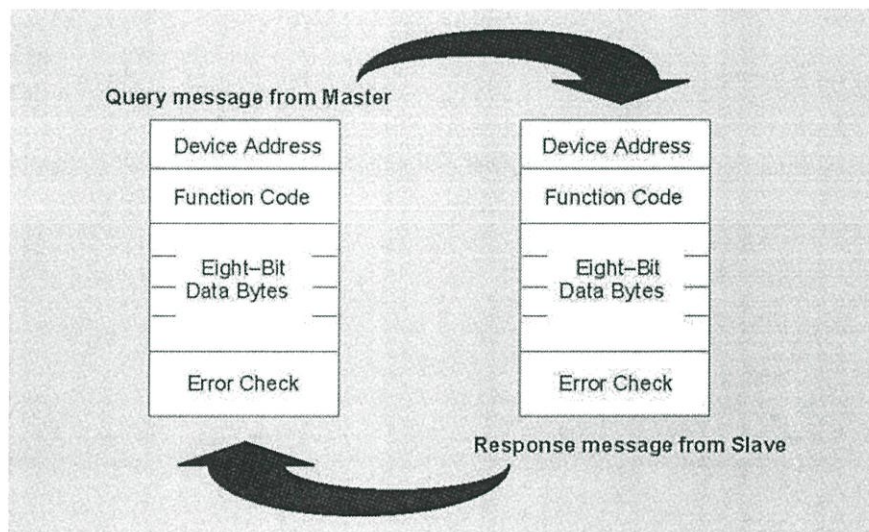 Query message from Master
Device Address
Function Code
Eight–Bit
Data Bytes
Error Check
Device Address
Function Code
Eight–Bit
Data Bytes
Error Check
Response message from Slave